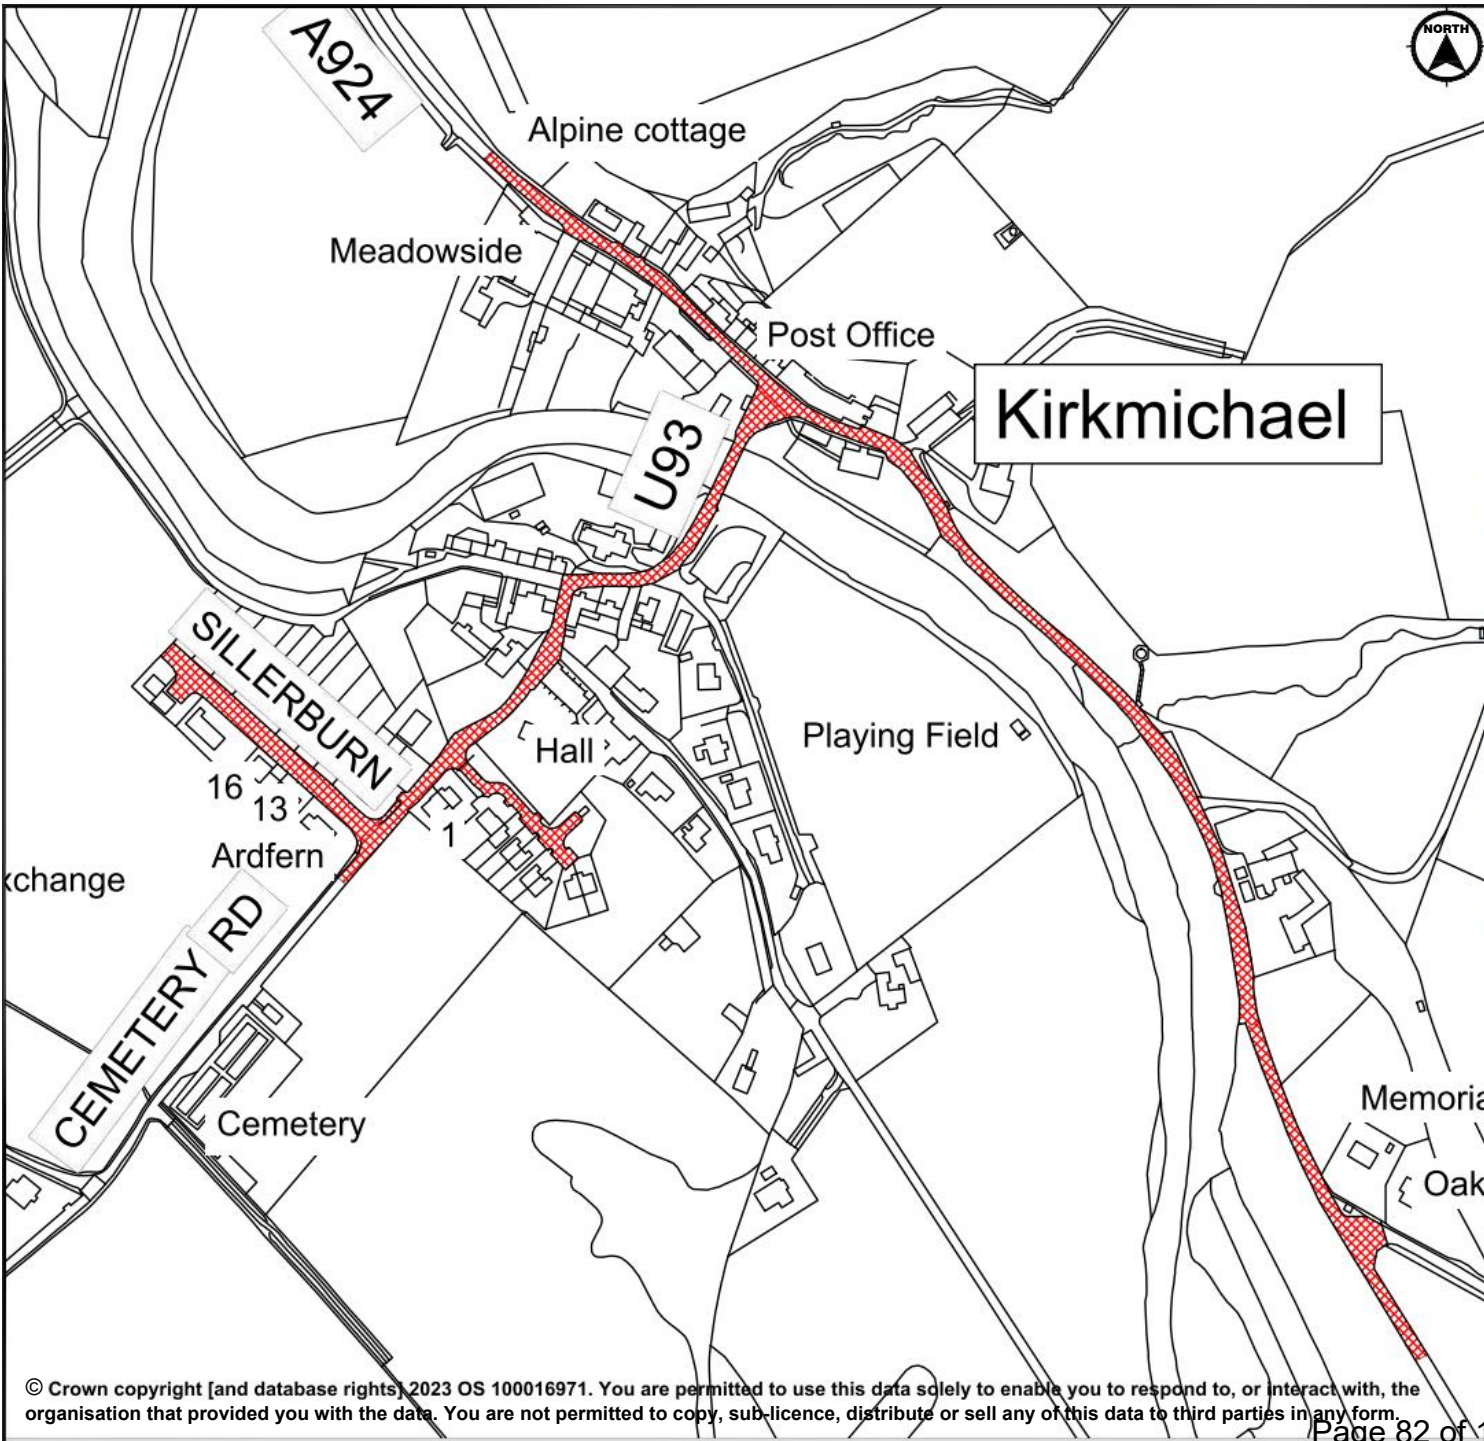 NORTH
A924
Alpine cottage
Meadowside
Post Office
Kirkmichael
U93
SILLERBURN
Playing Field
Hall
16
13
1
Ardfern
xchange
CEMETERY RD
Cemetery
Memoria
Oak
© Crown copyright [and database rights] 2023 OS 100016971. You are permitted to use this data solely to enable you to respond to, or interact with, the
organisation that provided you with the data. You are not permitted to copy, sub-licence, distribute or sell any of this data to third parties in any form.
Page 82 of 1